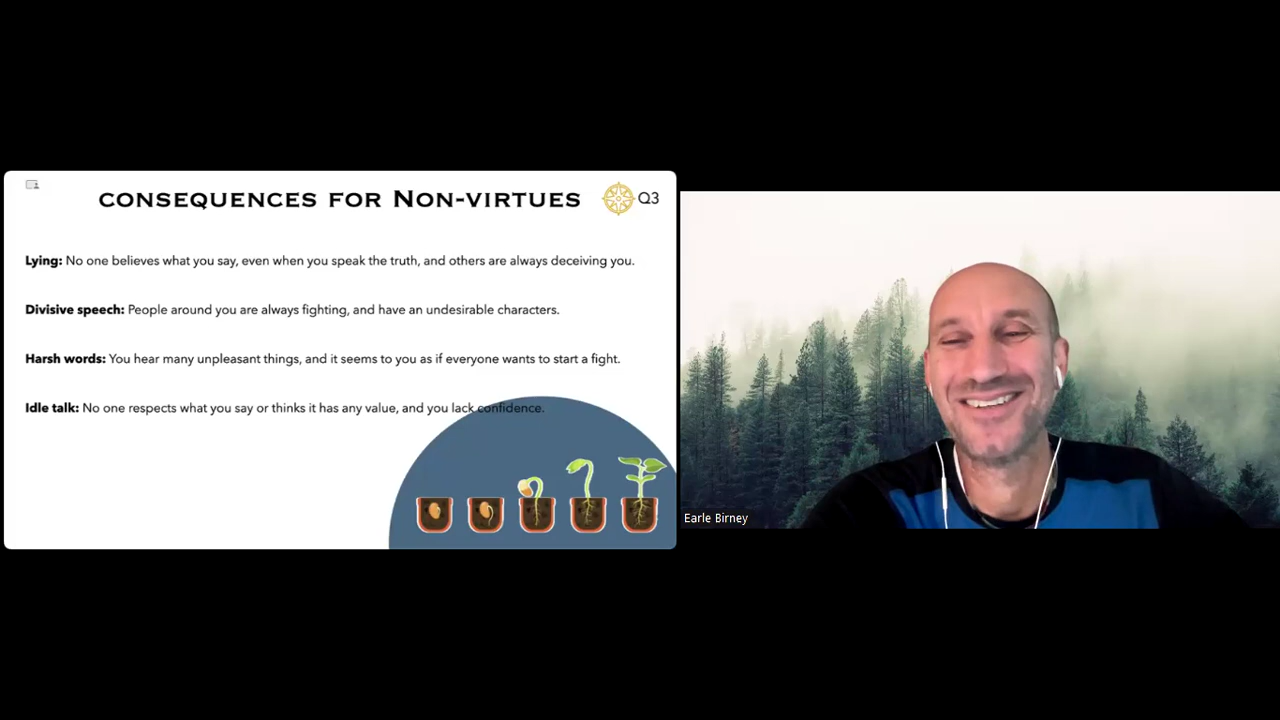 CONSEQUENCES FOR NON-VIRTUES
Q3
Lying: No one believes what you say, even when you speak the truth, and others are always deceiving you.
Divisive speech: People around you are always fighting, and have an undesirable characters.
Harsh words: You hear many unpleasant things, and it seems to you as if everyone wants to start a fight.
Idle talk: No one respects what you say or thinks it has any value, and you lack confidence.
Earle Birney